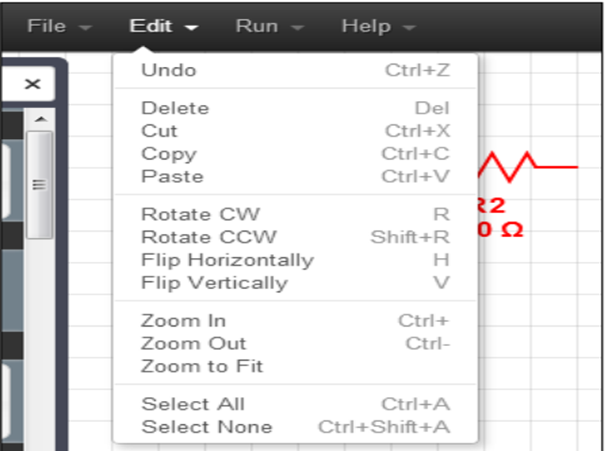 File Edit Run Help
Undo Ctrl+Z
Delete Del
Cut Ctrl+X
Copy Ctrl+C
Paste Ctrl+V
Rotate CW R
Rotate CCW Shift+R
Flip Horizontally H
Flip Vertically V
Zoom In Ctrl+
Zoom Out Ctrl-
Zoom to Fit
Select All Ctrl+A
Select None Ctrl+Shift+A
R2
0 Ω